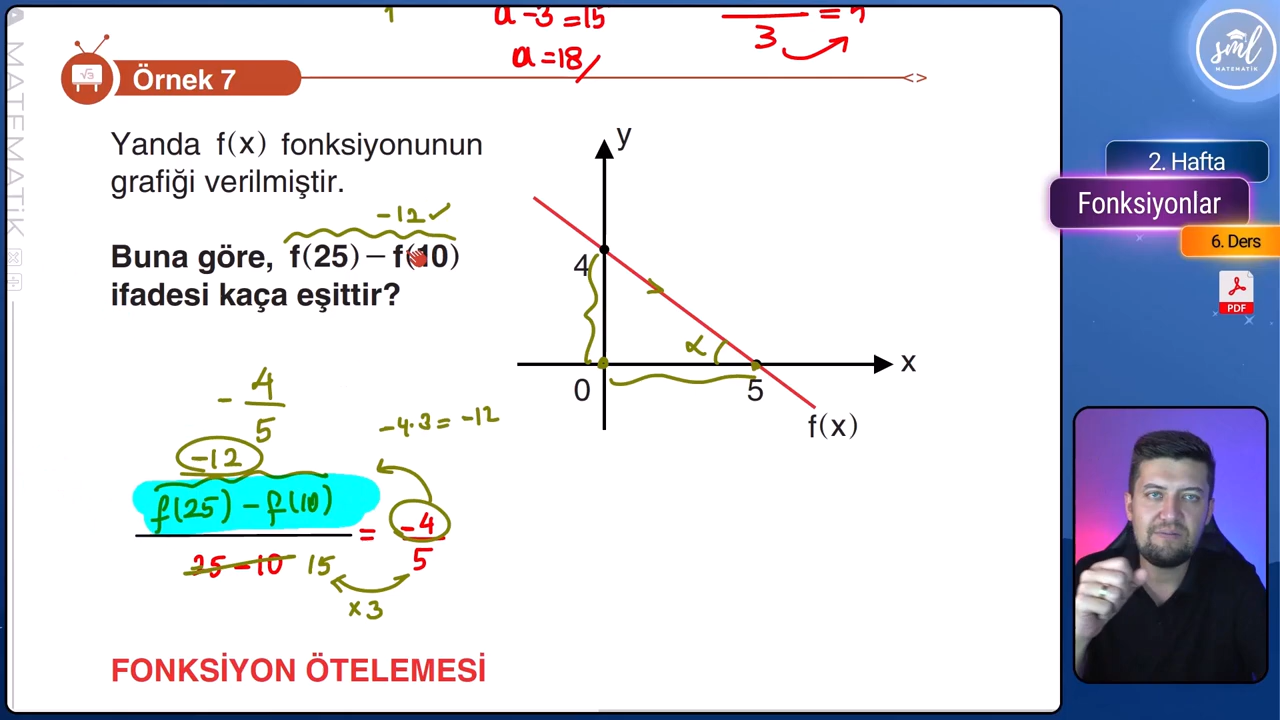 a - 3 = 15
3
a = 18
sml
MATEMATİK
MATEMATİK
√3
Örnek 7
<>
2. Hafta
Fonksiyonlar
6. Ders
PDF
Yanda f(x) fonksiyonunun
grafiği verilmiştir.
-12 ✓
Buna göre, f(25) – f(10)
ifadesi kaça eşittir?
y
4
α
x
0
5
f(x)
- 4/5
-4·3 = -12
-12
f(25) - f(10)
25-10 15
= -4/5
x3
FONKSİYON ÖTELEMESİ